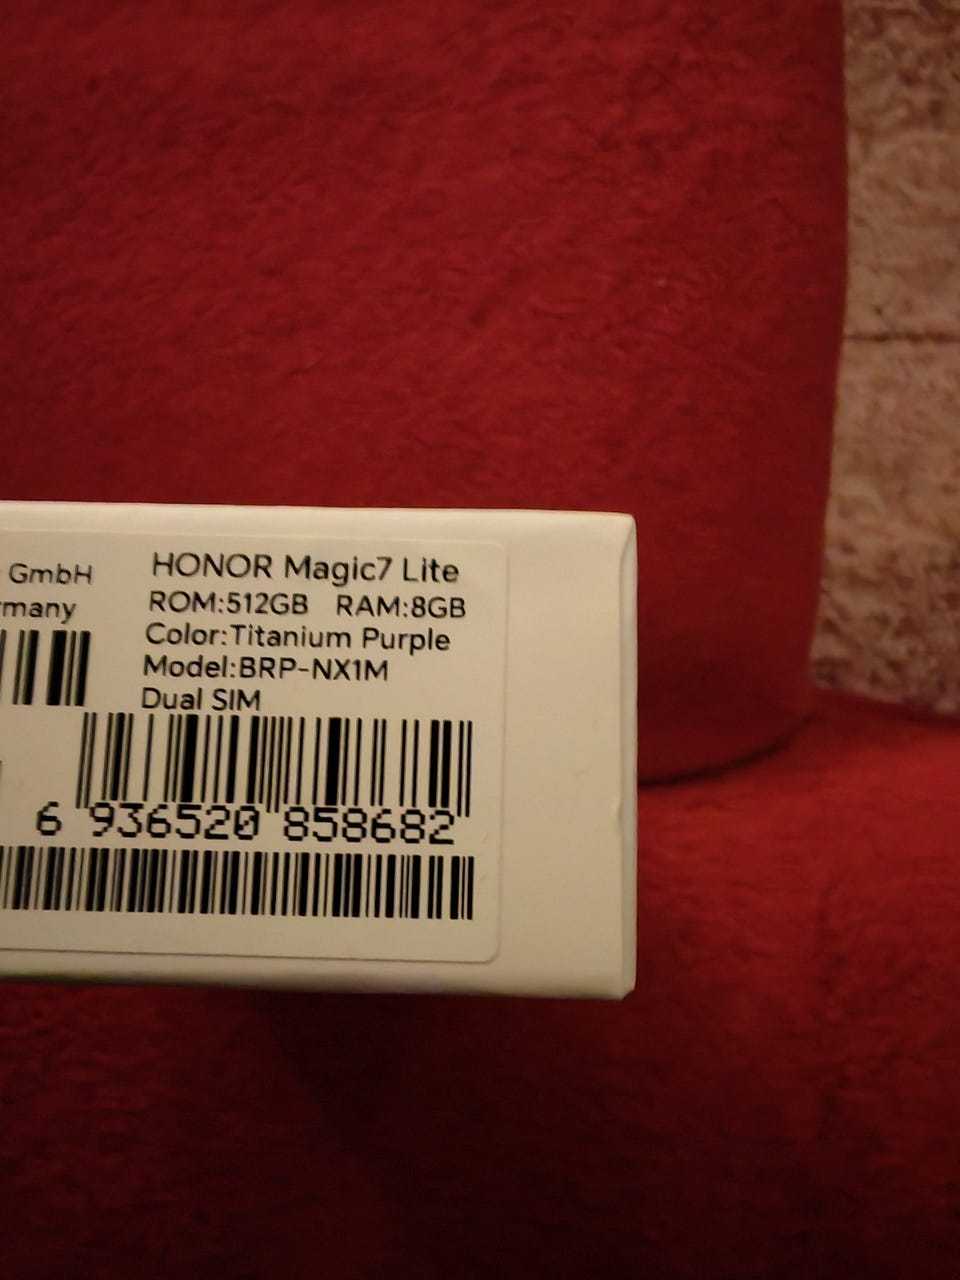 GmbH
many
HONOR Magic7 Lite
ROM:512GB RAM:8GB
Color:Titanium Purple
Model:BRP-NX1M
Dual SIM
6 936520 858682